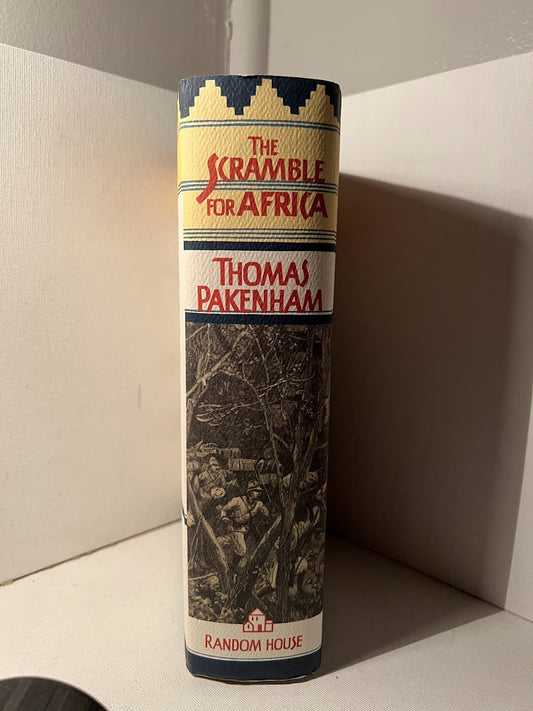 THE
SCRAMBLE
FOR AFRICA
THOMAS
PAKENHAM
RANDOM HOUSE